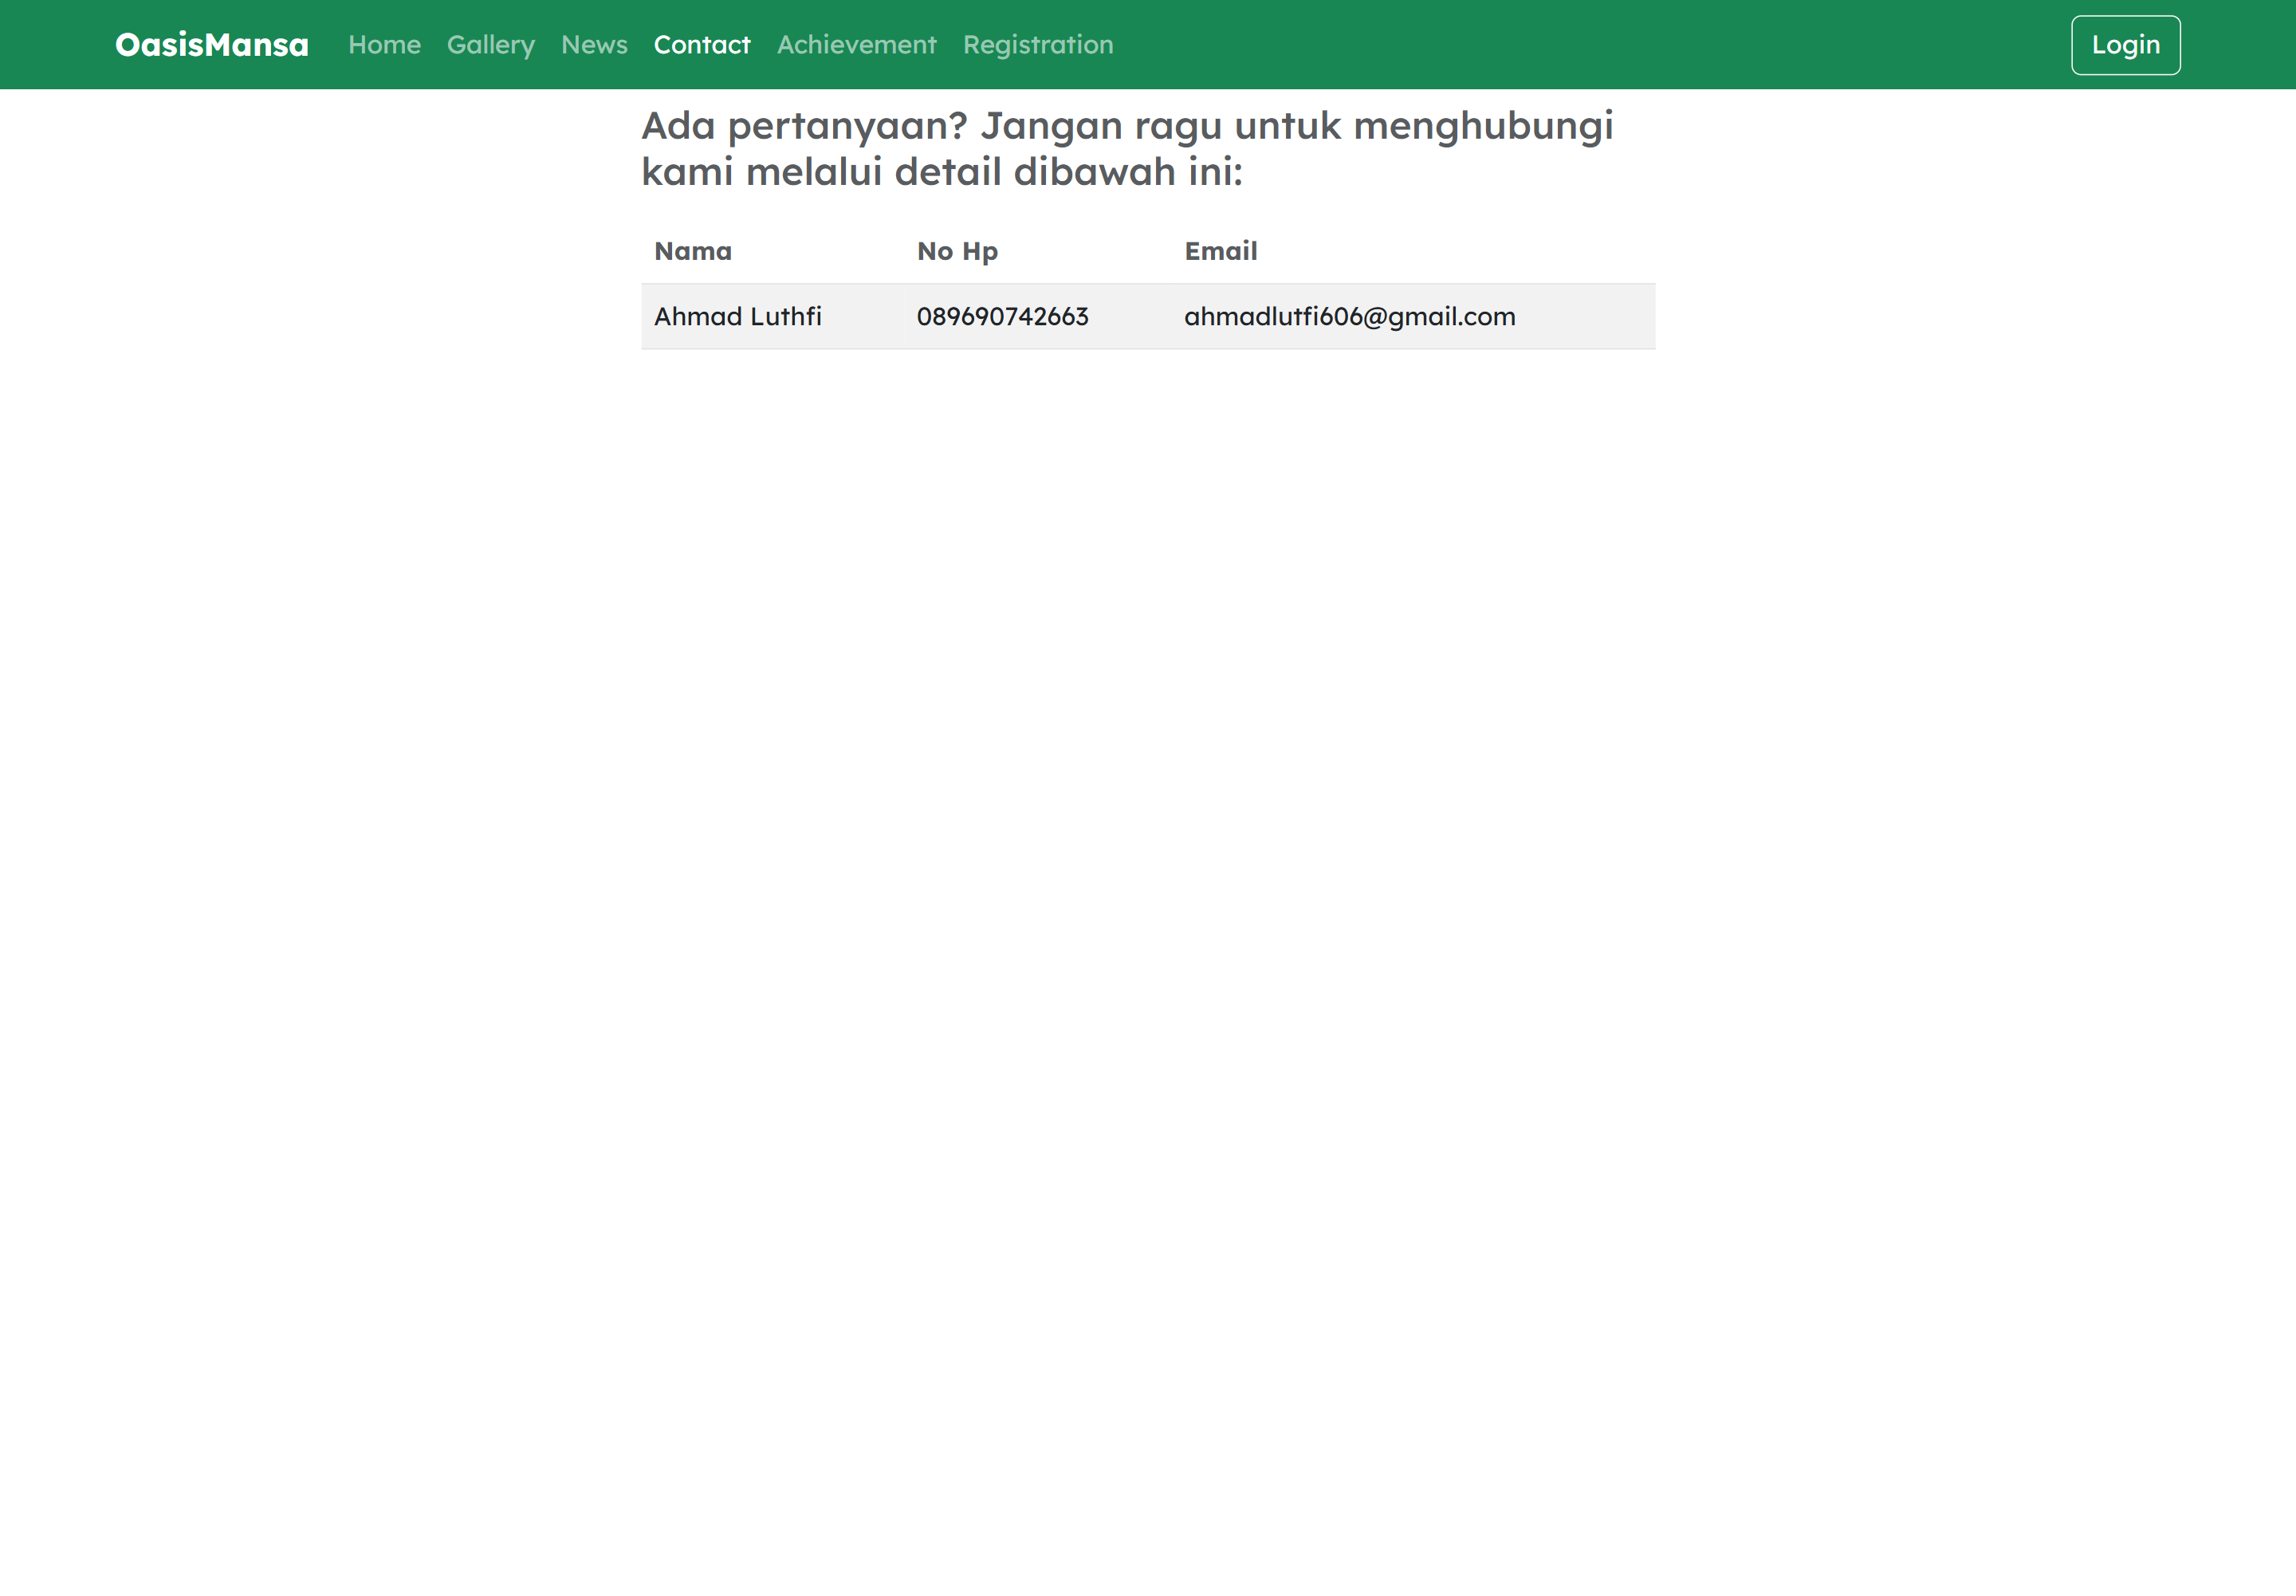 OasisMansa Home Gallery News Contact Achievement Registration Login
Ada pertanyaan? Jangan ragu untuk menghubungi
kami melalui detail dibawah ini:
Nama No Hp Email
Ahmad Luthfi 089690742663 ahmadlutfi606@gmail.com